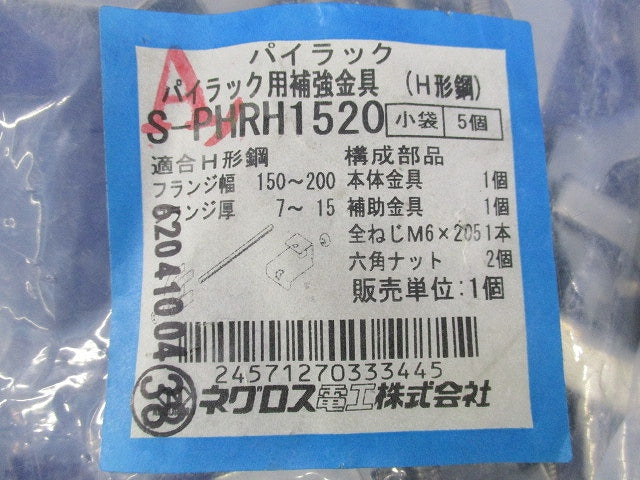 パイラック
パイラック用補強金具 (H形鋼)
A
S-PHRH1520 小袋 5個
適合H形鋼
フランジ幅 150～200
ランジ厚 7～ 15
構成部品
本体金具 1個
補助金具 1個
全ねじM6×205 1本
六角ナット 2個
販売単位:1個
62041004
38
24571270333445
ネグロス電工株式会社